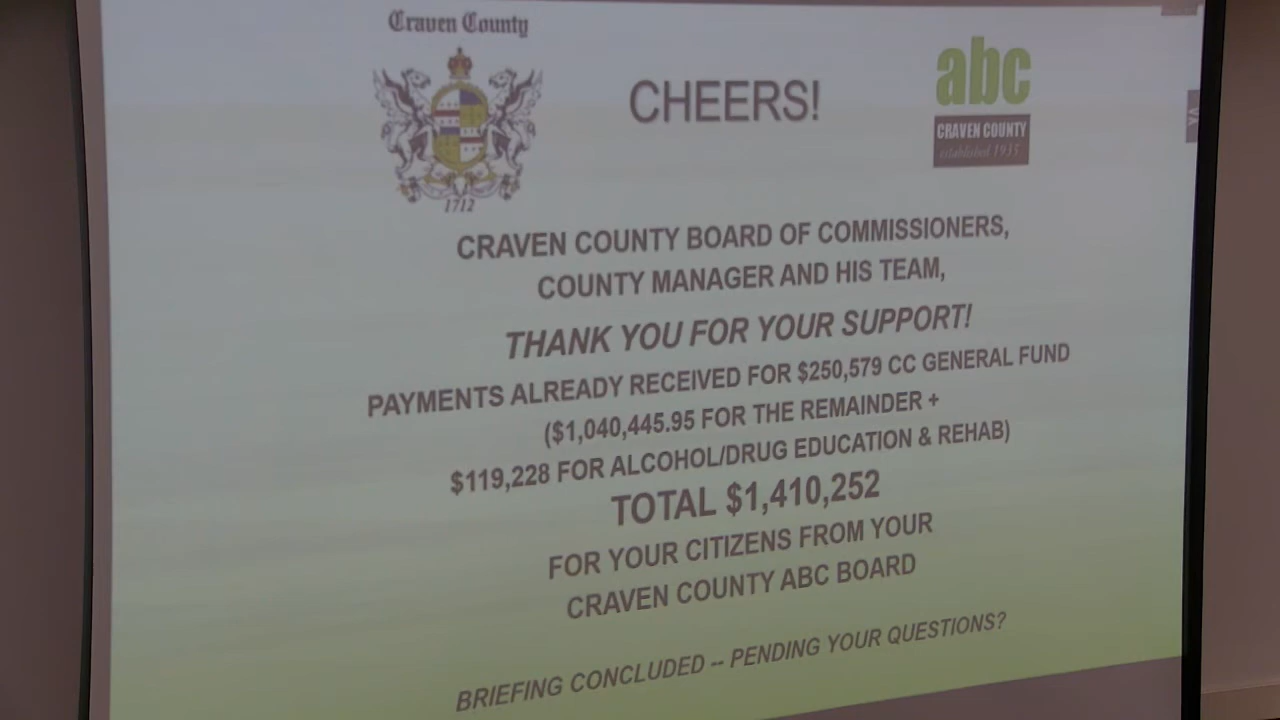 Craven County
1712
CHEERS!
abc
CRAVEN COUNTY
established 1935
CRAVEN COUNTY BOARD OF COMMISSIONERS,
COUNTY MANAGER AND HIS TEAM,
THANK YOU FOR YOUR SUPPORT!
PAYMENTS ALREADY RECEIVED FOR $250,579 CC GENERAL FUND
($1,040,445.95 FOR THE REMAINDER +
$119,228 FOR ALCOHOL/DRUG EDUCATION & REHAB)
TOTAL $1,410,252
FOR YOUR CITIZENS FROM YOUR
CRAVEN COUNTY ABC BOARD
BRIEFING CONCLUDED -- PENDING YOUR QUESTIONS?